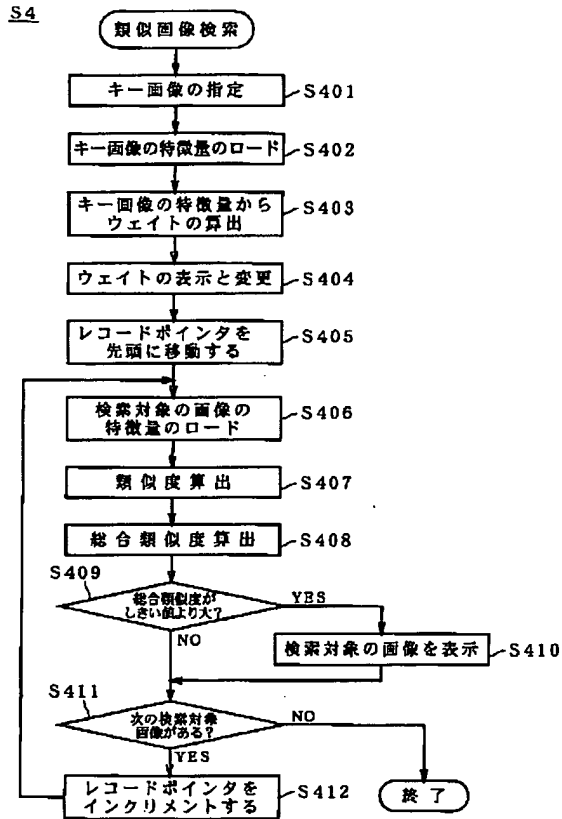 S4
類似画像検索
キー画像の指定
S401
キー画像の特徴量のロード
S402
キー画像の特徴量から
ウェイトの算出
S403
ウェイトの表示と変更
S404
レコードポインタを
先頭に移動する
S405
検索対象の画像の
特徴量のロード
S406
類似度算出
S407
総合類似度算出
S408
S409
総合類似度が
しきい値より大?
YES
NO
検索対象の画像を表示
S410
S411
次の検索対象
画像がある?
NO
YES
レコードポインタを
インクリメントする
S412
終了